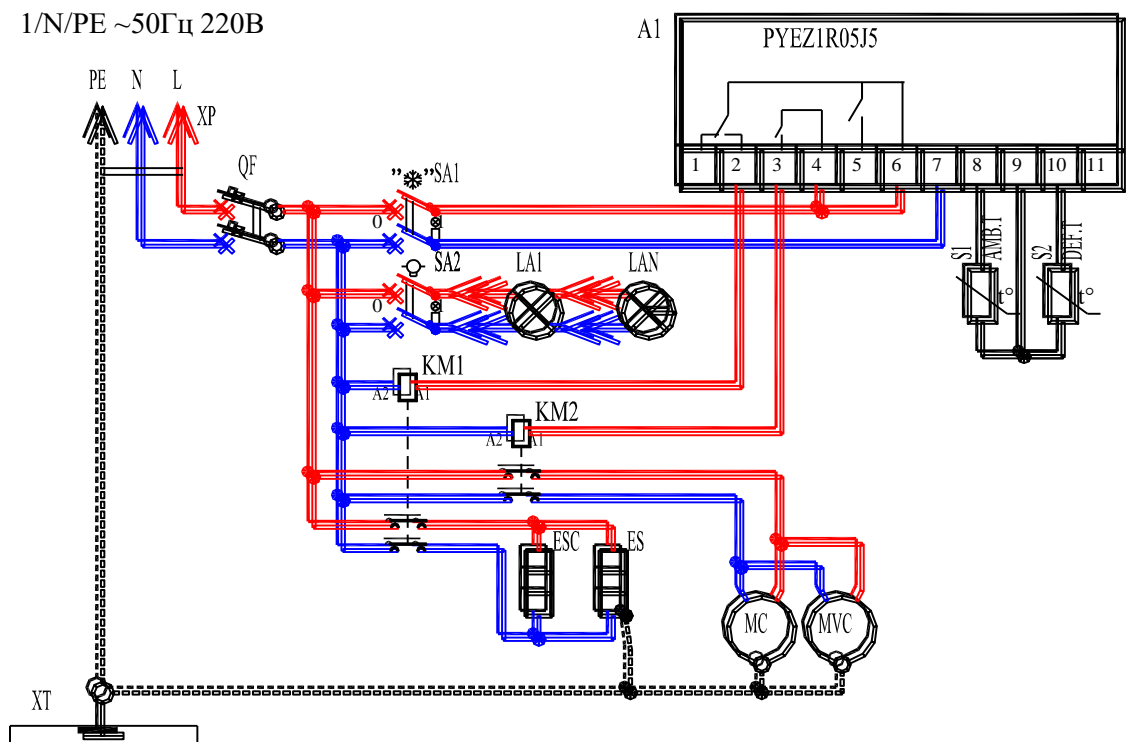 1/N/PE ~50Гц 220В
A1 PYEZ1R05J5
PE N L
XP
1 2 3 4 5 6 7 8 9 10 11
QF
"❄" SA1
O
SA2 LA1 LAN
O
S1 AMB.1 S2 DEF.1
t° t°
KM1
A2 A1
KM2
A2 A1
ESC ES
MC MVC
XT